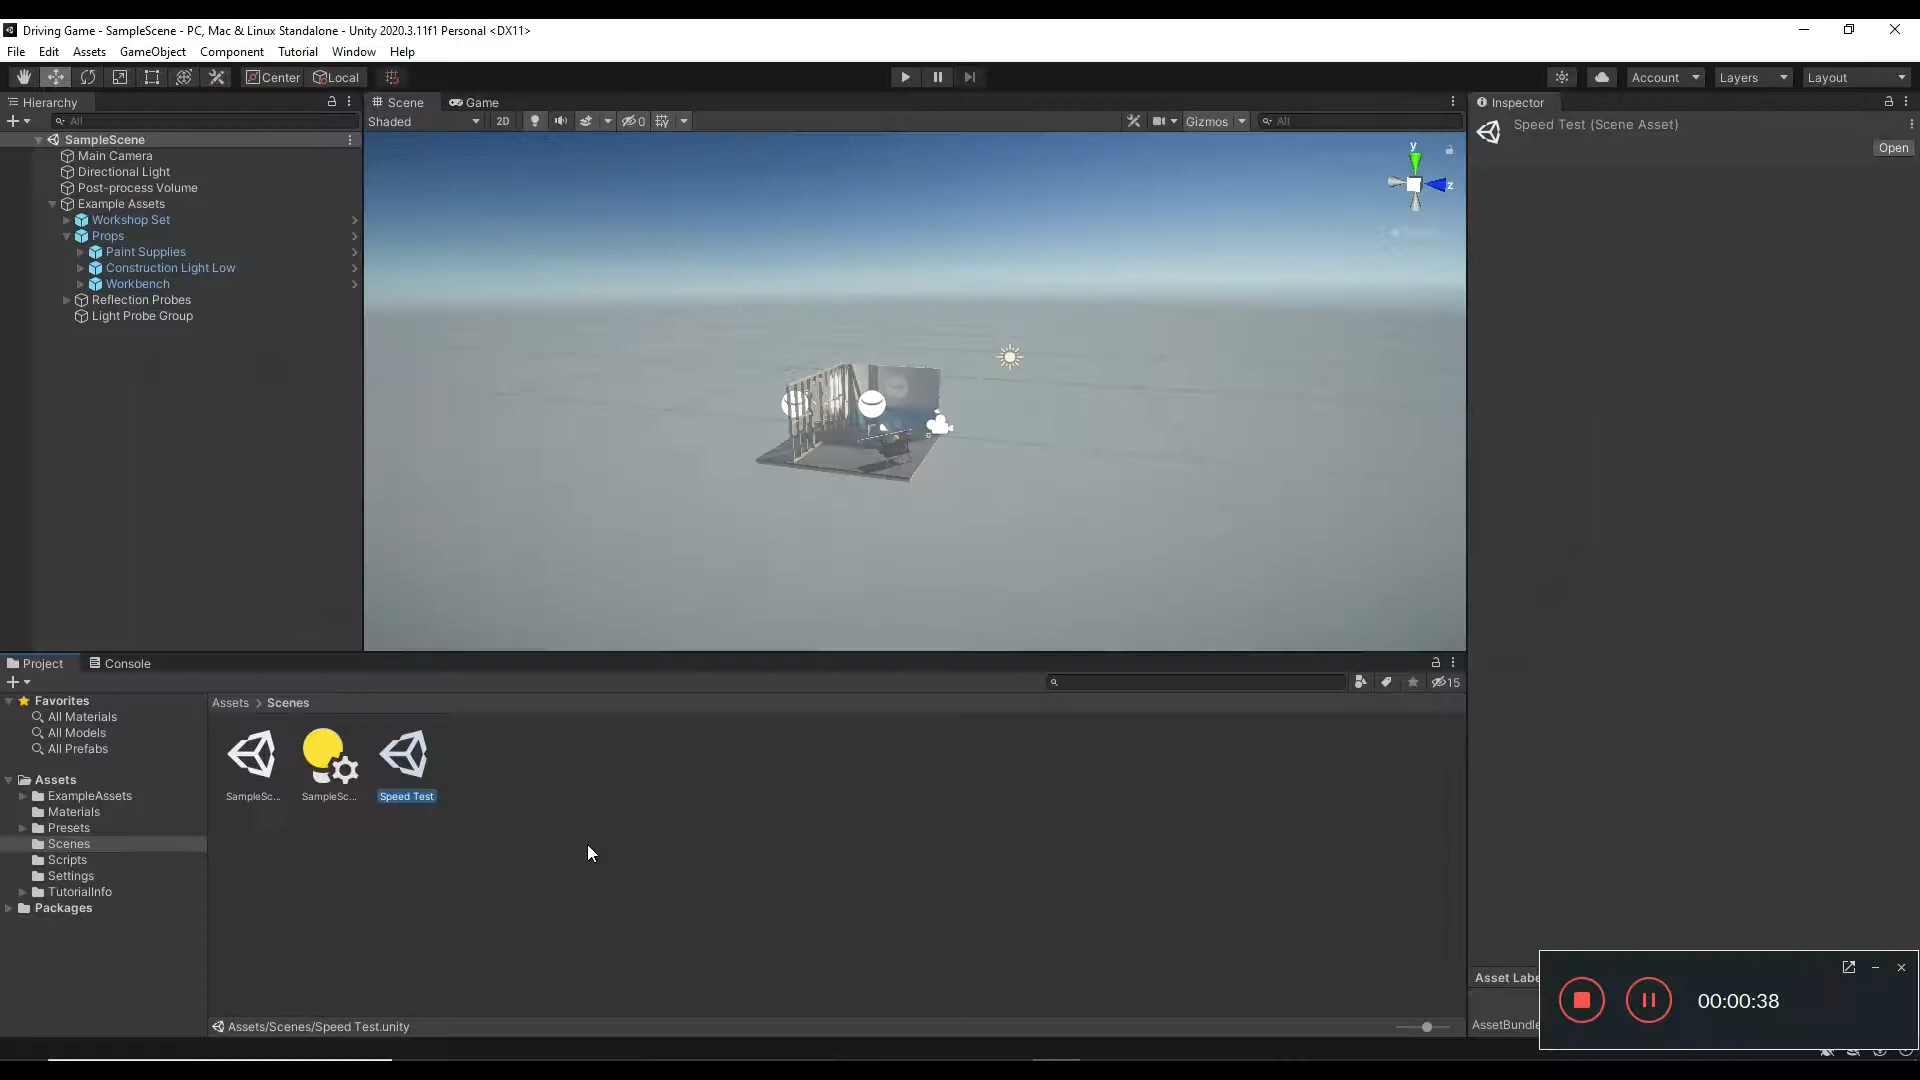 Driving Game - SampleScene - PC, Mac & Linux Standalone - Unity 2020.3.11f1 Personal <DX11>
File Edit Assets GameObject Component Tutorial Window Help
Center Local Account Layers Layout
Hierarchy
All
SampleScene
Main Camera
Directional Light
Post-process Volume
Example Assets
Workshop Set
Props
Paint Supplies
Construction Light Low
Workbench
Reflection Probes
Light Probe Group
Scene Game
Shaded 2D 0 Gizmos All
y
z
Inspector
Speed Test (Scene Asset)
Open
Project Console
15
Favorites
All Materials
All Models
All Prefabs
Assets
ExampleAssets
Materials
Presets
Scenes
Scripts
Settings
TutorialInfo
Packages
Assets > Scenes
SampleSc... SampleSc... Speed Test
Assets/Scenes/Speed Test.unity
Asset Labe
AssetBundle
00:00:38